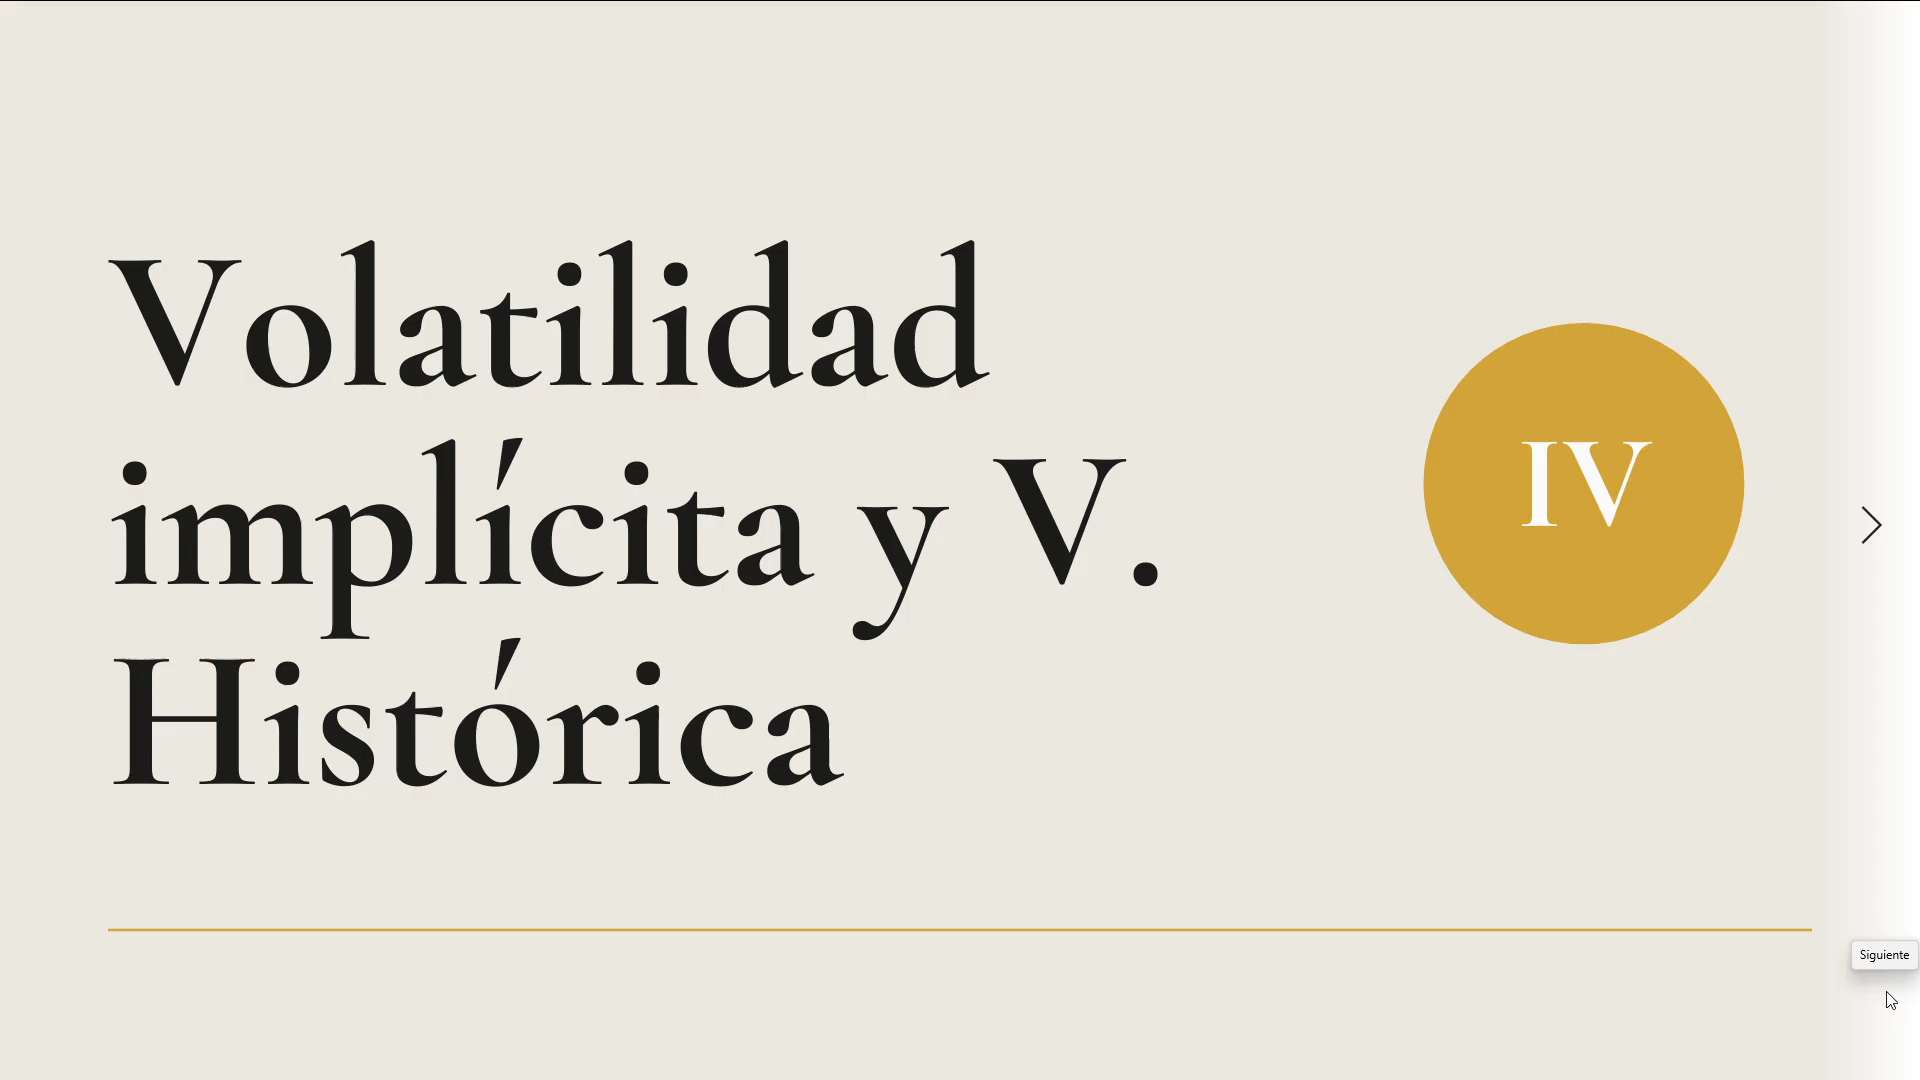 Volatilidad
implícita y V.
Histórica
IV
Siguiente